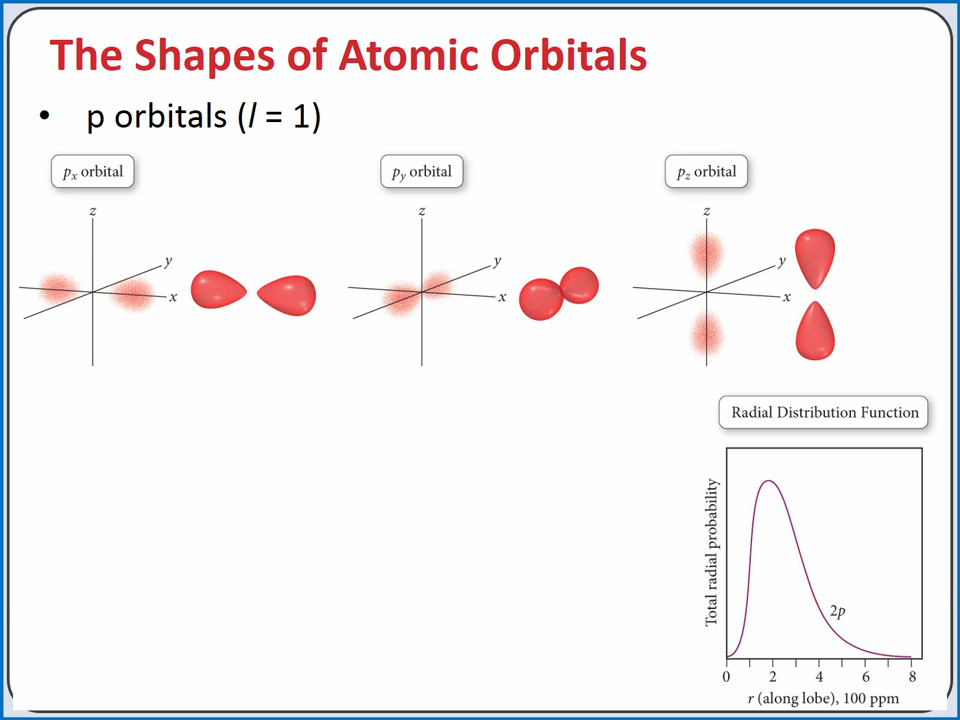 The Shapes of Atomic Orbitals
• p orbitals (l = 1)
px orbital
py orbital
pz orbital
z
y
x
z
y
x
z
y
x
Radial Distribution Function
Total radial probability
2p
0 2 4 6 8
r (along lobe), 100 ppm